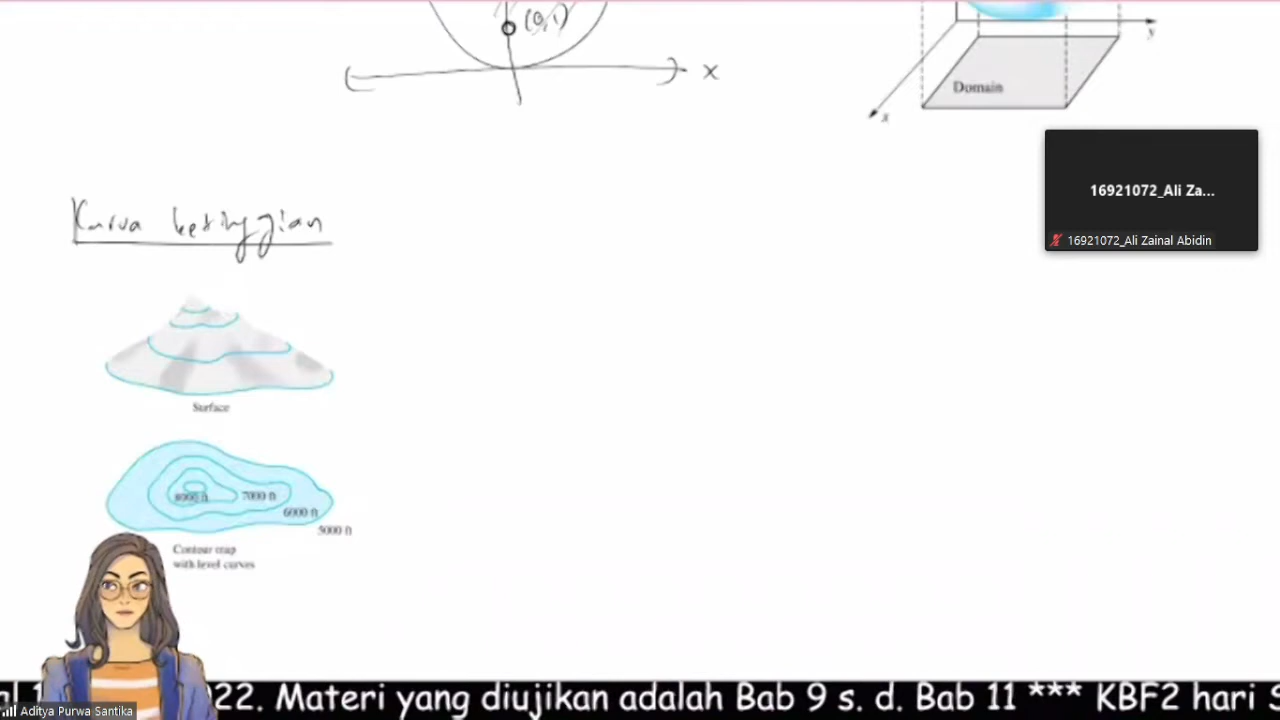 (0,1)
x
y
Domain
x
16921072_Ali Za...
16921072_Ali Zainal Abidin
Kurva ketinggian
Surface
8000 ft
7000 ft
6000 ft
5000 ft
Contour map
with level curves
22. Materi yang diujikan adalah Bab 9 s. d. Bab 11 *** KBF2 hari S
Aditya Purwa Santika